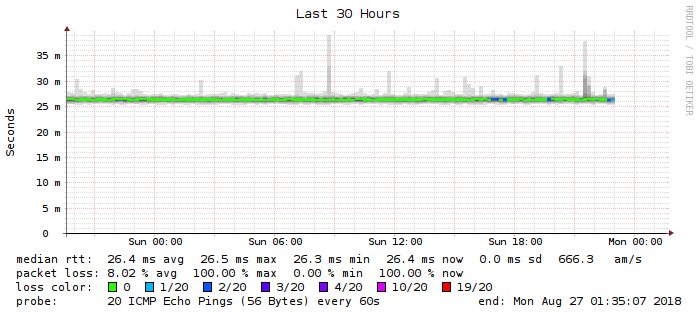 Last 30 Hours
RRDTOOL / TOBI OETIKER
Seconds
35 m
30 m
25 m
20 m
15 m
10 m
5 m
0
Sun 00:00 Sun 06:00 Sun 12:00 Sun 18:00 Mon 00:00
median rtt: 26.4 ms avg 26.5 ms max 26.3 ms min 26.4 ms now 0.0 ms sd 666.3 am/s
packet loss: 8.02 % avg 100.00 % max 0.00 % min 100.00 % now
loss color: 0 1/20 2/20 3/20 4/20 10/20 19/20
probe: 20 ICMP Echo Pings (56 Bytes) every 60s end: Mon Aug 27 01:35:07 2018